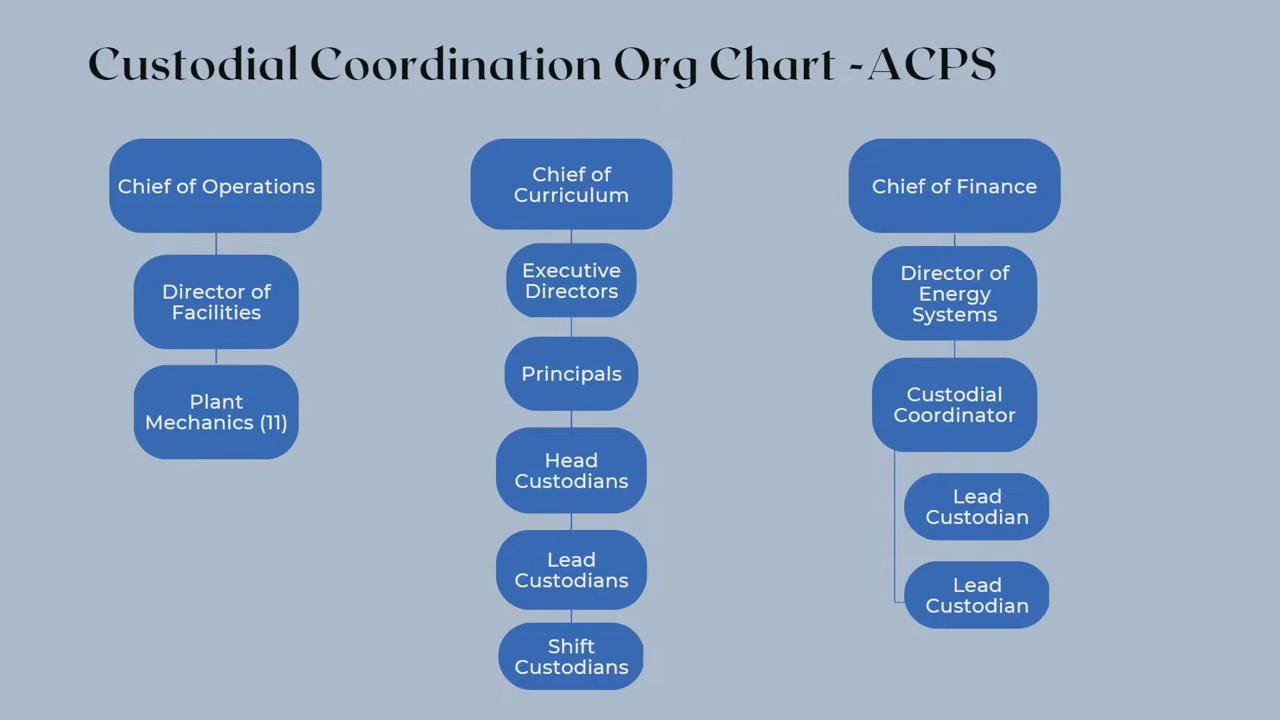 Custodial Coordination Org Chart -ACPS
Chief of Operations
Director of
Facilities
Plant
Mechanics (11)
Chief of
Curriculum
Executive
Directors
Principals
Head
Custodians
Lead
Custodians
Shift
Custodians
Chief of Finance
Director of
Energy
Systems
Custodial
Coordinator
Lead
Custodian
Lead
Custodian